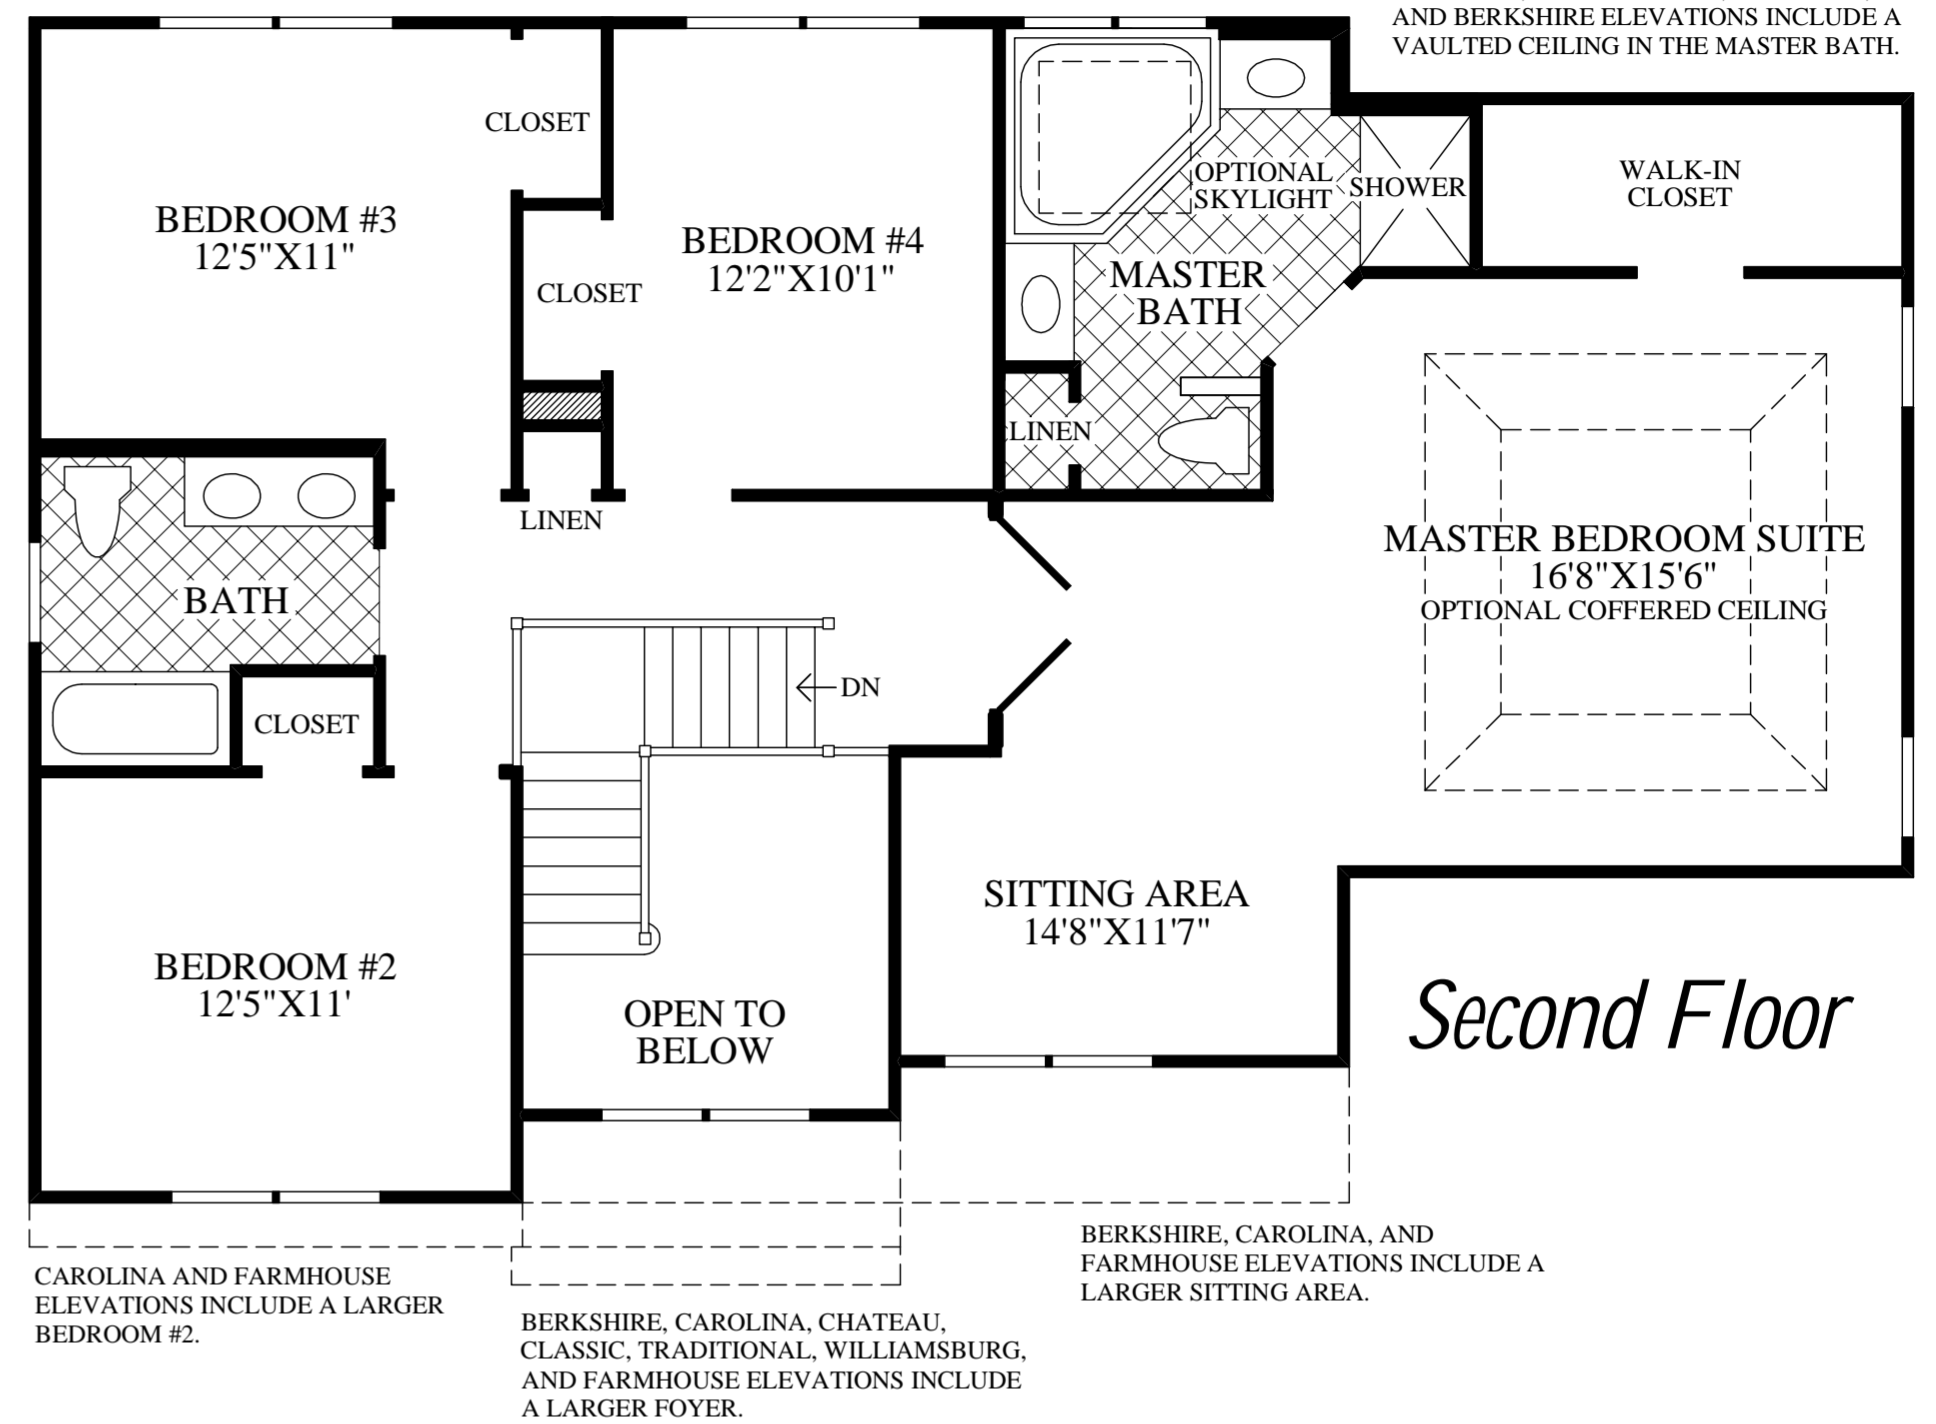 AND BERKSHIRE ELEVATIONS INCLUDE A
VAULTED CEILING IN THE MASTER BATH.
CLOSET
BEDROOM #3
12'5"X11"
CLOSET
BEDROOM #4
12'2"X10'1"
OPTIONAL
SKYLIGHT
SHOWER
WALK-IN
CLOSET
MASTER
BATH
LINEN
LINEN
BATH
CLOSET
DN
MASTER BEDROOM SUITE
16'8"X15'6"
OPTIONAL COFFERED CEILING
SITTING AREA
14'8"X11'7"
BEDROOM #2
12'5"X11'
OPEN TO
BELOW
Second Floor
CAROLINA AND FARMHOUSE
ELEVATIONS INCLUDE A LARGER
BEDROOM #2.
BERKSHIRE, CAROLINA, CHATEAU,
CLASSIC, TRADITIONAL, WILLIAMSBURG,
AND FARMHOUSE ELEVATIONS INCLUDE
A LARGER FOYER.
BERKSHIRE, CAROLINA, AND
FARMHOUSE ELEVATIONS INCLUDE A
LARGER SITTING AREA.